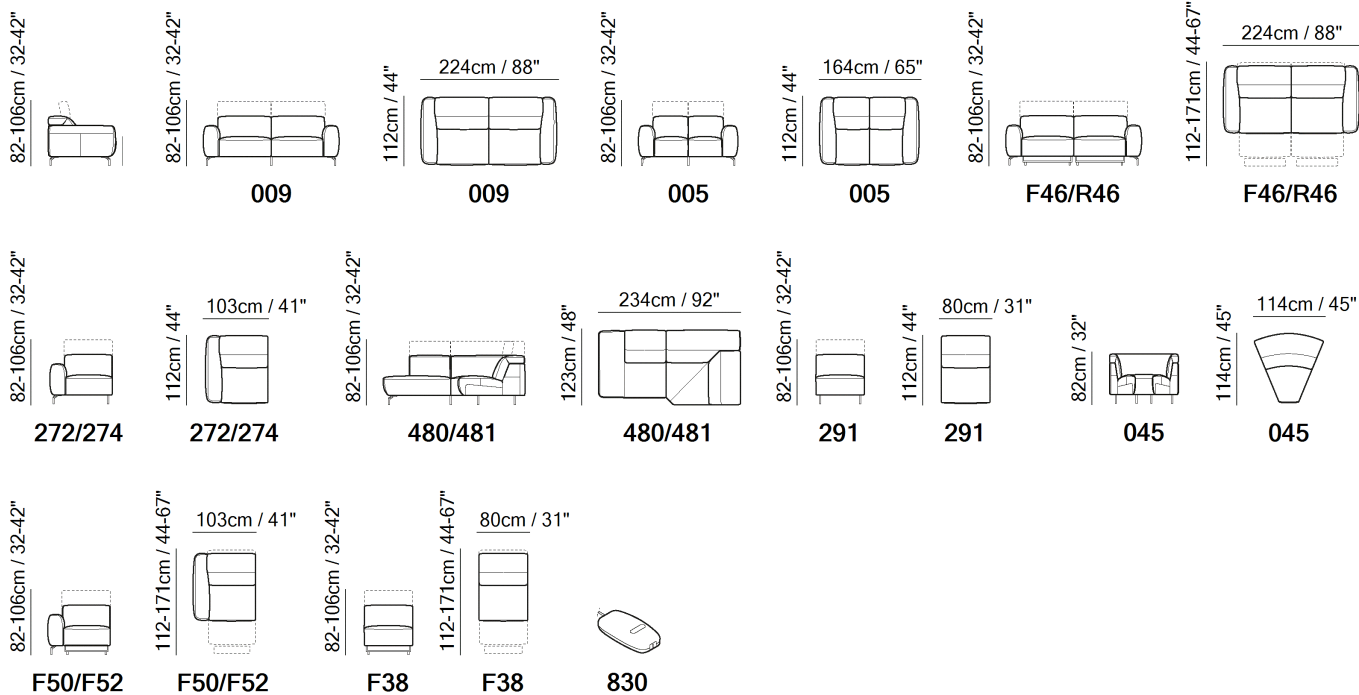 82-106cm / 32-42"
82-106cm / 32-42"
009
112cm / 44"
224cm / 88"
009
82-106cm / 32-42"
005
112cm / 44"
164cm / 65"
005
82-106cm / 32-42"
F46/R46
112-171cm / 44-67"
224cm / 88"
F46/R46
82-106cm / 32-42"
272/274
112cm / 44"
103cm / 41"
272/274
82-106cm / 32-42"
480/481
123cm / 48"
234cm / 92"
480/481
82-106cm / 32-42"
291
112cm / 44"
80cm / 31"
291
82cm / 32"
045
114cm / 45"
114cm / 45"
045
82-106cm / 32-42"
F50/F52
112-171cm / 44-67"
103cm / 41"
F50/F52
82-106cm / 32-42"
F38
112-171cm / 44-67"
80cm / 31"
F38
830